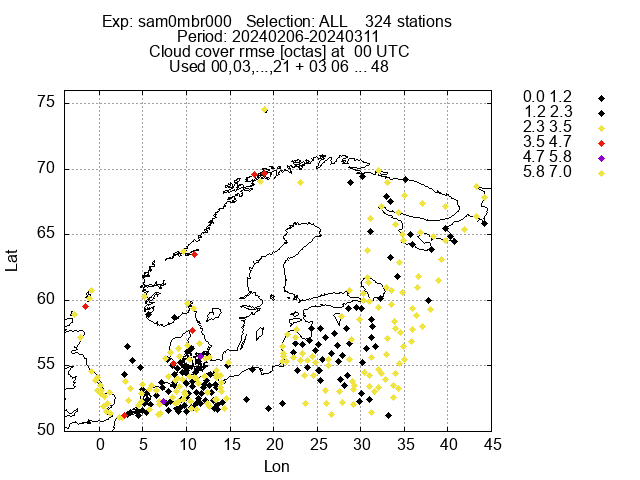 Exp: sam0mbr000 Selection: ALL 324 stations
Period: 20240206-20240311
Cloud cover rmse [octas] at 00 UTC
Used 00,03,...,21 + 03 06 ... 48
75
70
65
60
55
50
Lat
0 5 10 15 20 25 30 35 40 45
Lon
0.0 1.2
1.2 2.3
2.3 3.5
3.5 4.7
4.7 5.8
5.8 7.0